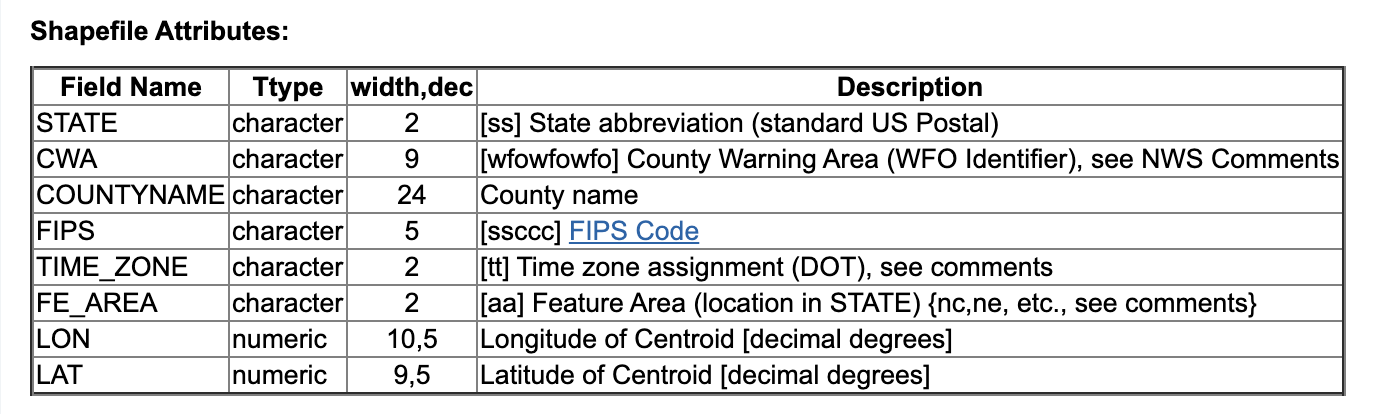 Shapefile Attributes:
Field Name Ttype width,dec Description
STATE character 2 [ss] State abbreviation (standard US Postal)
CWA character 9 [wfowfowfo] County Warning Area (WFO Identifier), see NWS Comments
COUNTYNAME character 24 County name
FIPS character 5 [ssccc] FIPS Code
TIME_ZONE character 2 [tt] Time zone assignment (DOT), see comments
FE_AREA character 2 [aa] Feature Area (location in STATE) {nc,ne, etc., see comments}
LON numeric 10,5 Longitude of Centroid [decimal degrees]
LAT numeric 9,5 Latitude of Centroid [decimal degrees]